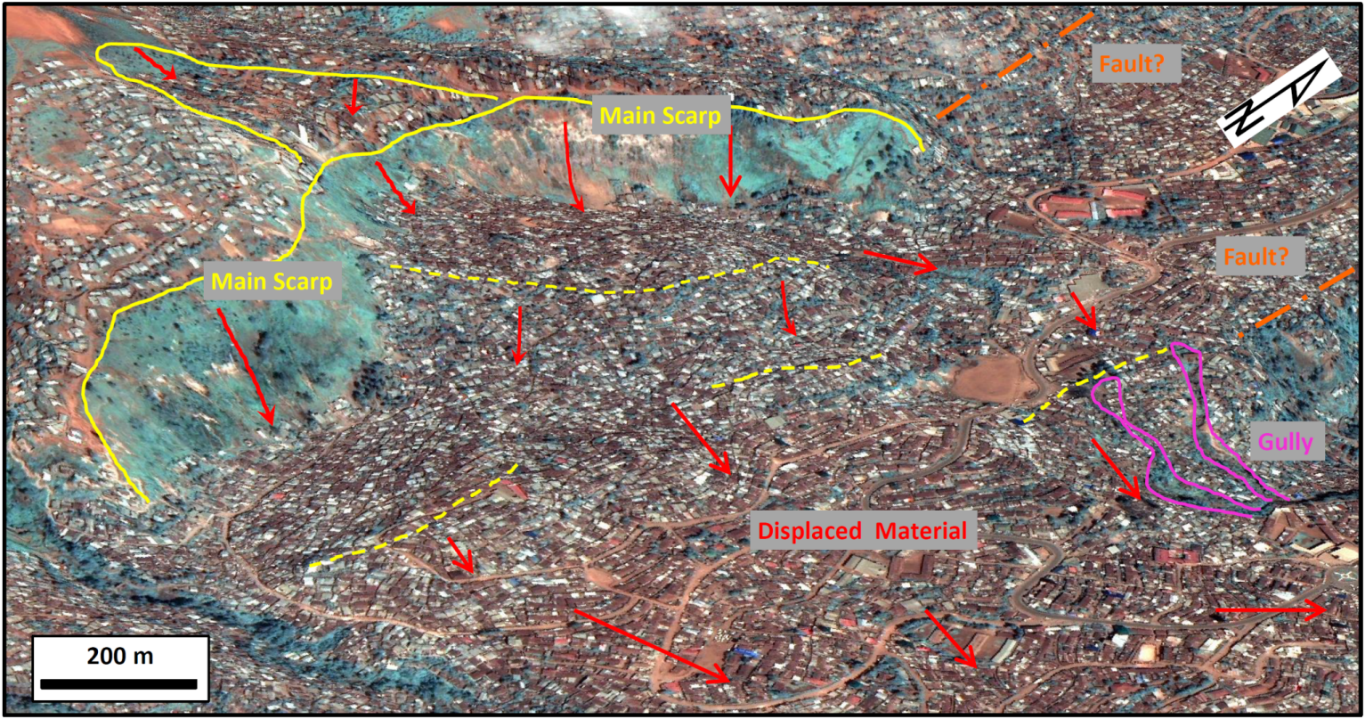 Fault?
Main Scarp
N
Fault?
Main Scarp
Gully
Displaced Material
200 m